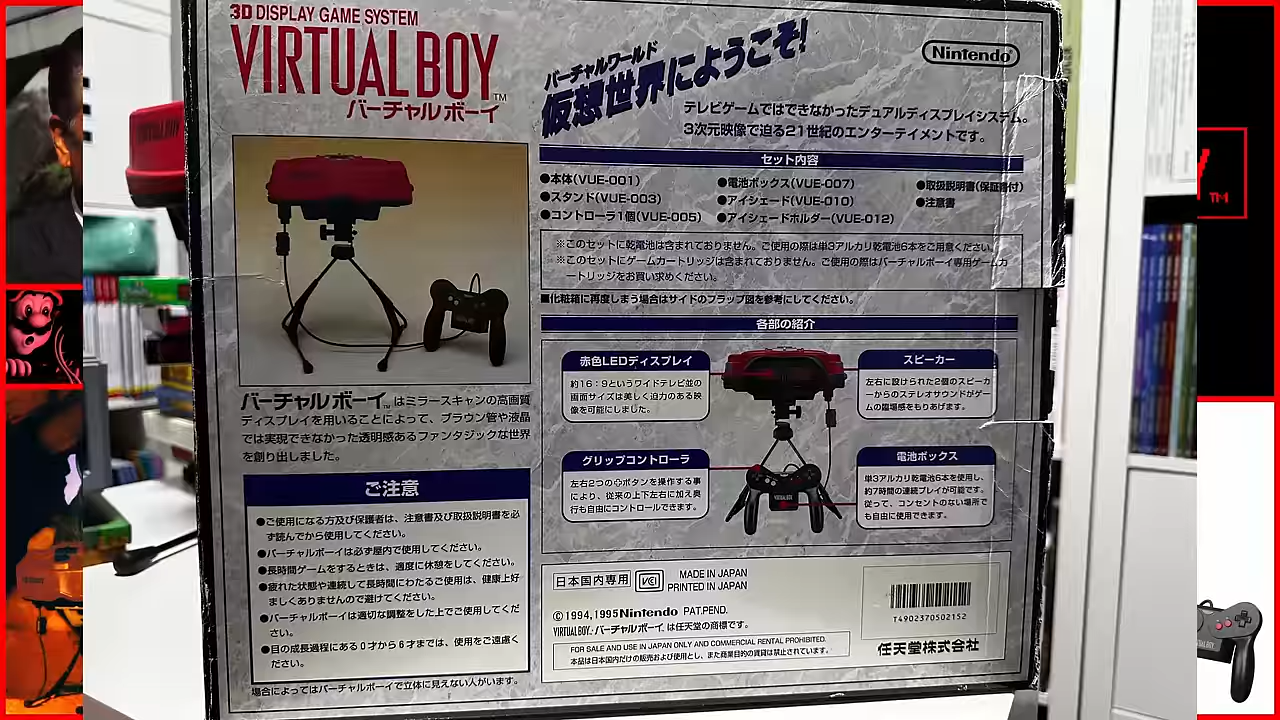 3D DISPLAY GAME SYSTEM
VIRTUAL BOY™
バーチャルボーイ
バーチャルワールド
仮想世界にようこそ!
Nintendo®
テレビゲームではできなかったデュアルディスプレイシステム。
3次元映像で迫る21世紀のエンターテイメントです。
セット内容
●本体(VUE-001)
●スタンド(VUE-003)
●コントローラ1個(VUE-005)
●電池ボックス(VUE-007)
●アイシェード(VUE-010)
●アイシェードホルダー(VUE-012)
●取扱説明書(保証書付)
●注意書
※このセットに乾電池は含まれておりません。ご使用の際は単3アルカリ乾電池6本をご用意ください。
※このセットにゲームカートリッジは含まれておりません。ご使用の際はバーチャルボーイ専用ゲームカ
ートリッジをお買い求めください。
■化粧箱に再度しまう場合はサイドのフラップ図を参考にしてください。
各部の紹介
赤色LEDディスプレイ
約16:9というワイドテレビ並の
画面サイズは美しく迫力のある映
像を可能にしました。
スピーカー
左右に設けられた2個のスピーカ
ーからのステレオサウンドがゲー
ムの臨場感をもりあげます。
グリップコントローラ
左右2つの✚ボタンを操作する事
により、従来の上下左右に加え奥
行も自由にコントロールできます。
電池ボックス
単3アルカリ乾電池6本を使用し、
約7時間の連続プレイが可能です。
従って、コンセントのない場所で
も自由に使用できます。
バーチャルボーイ™はミラースキャンの高画質
ディスプレイを用いることによって、ブラウン管や液晶
では実現できなかった透明感あるファンタジックな世界
を創り出しました。
ご注意
●ご使用になる方及び保護者は、注意書及び取扱説明書を必
ず読んでから使用してください。
●バーチャルボーイは必ず屋内で使用してください。
●長時間ゲームをするときは、適度に休憩をしてください。
●疲れた状態や連続して長時間にわたるご使用は、健康上好
ましくありませんので避けてください。
●バーチャルボーイは適切な調整をした上でご使用してくだ
さい。
●目の成長過程にある0才から6才までは、使用をご遠慮く
ださい。
場合によってはバーチャルボーイで立体に見えない人がいます。
日本国内専用
VCI
MADE IN JAPAN
PRINTED IN JAPAN
© 1994, 1995 Nintendo PAT.PEND.
VIRTUAL BOY™・バーチャルボーイ™は任天堂の商標です。
FOR SALE AND USE IN JAPAN ONLY AND COMMERCIAL RENTAL PROHIBITED.
本品は日本国内だけの販売および使用とし、また商業目的の賃貸は禁止されています。
T4902370502152
任天堂株式会社
TM